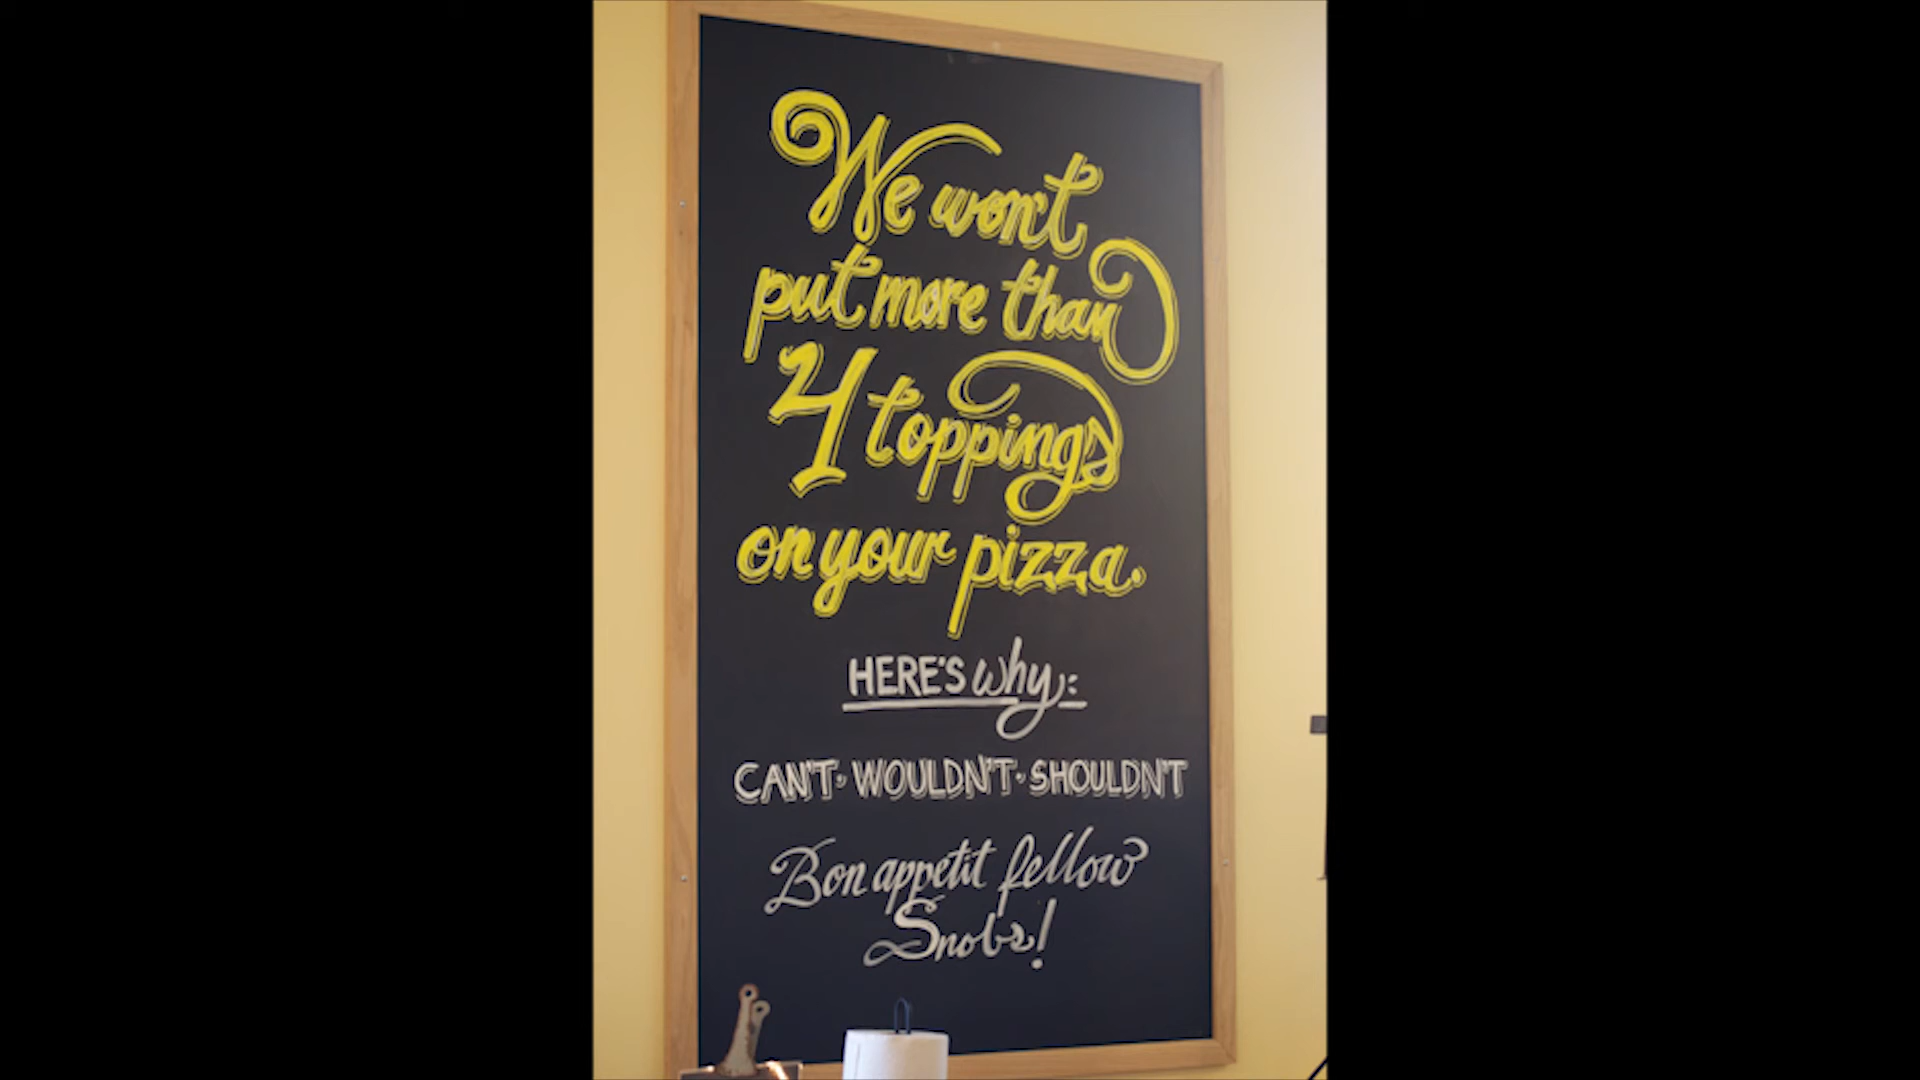 We won't
put more than
4 toppings
on your pizza.
HERE'S why:
CAN'T · WOULDN'T · SHOULDN'T
Bon appetit fellow
Snobs!